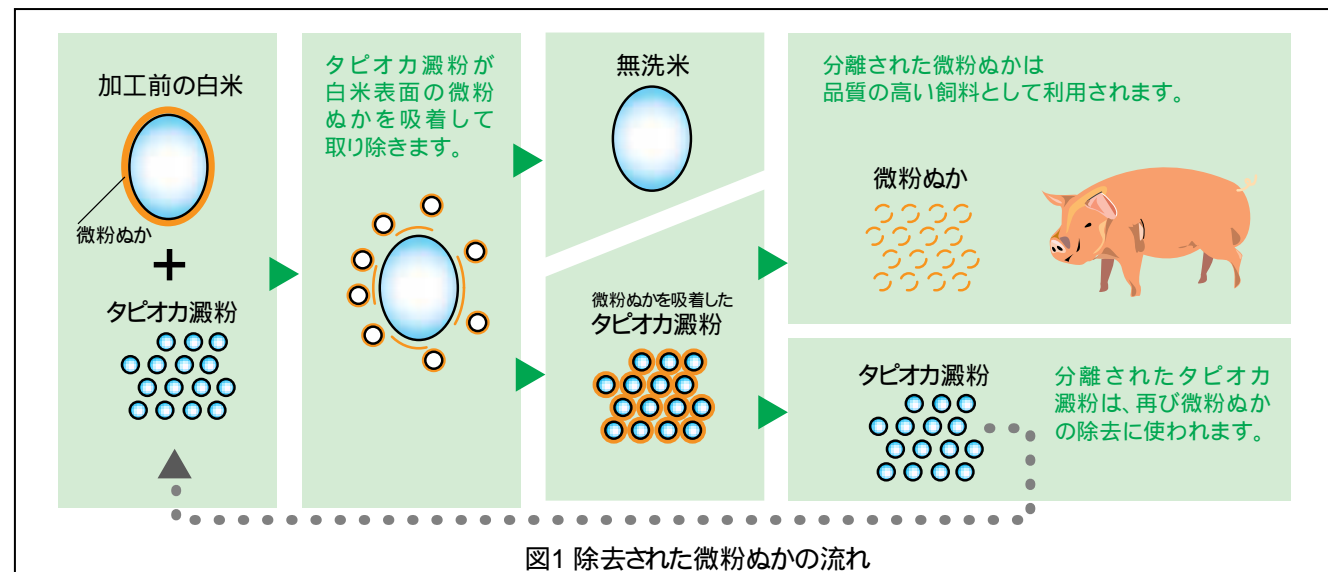 加工前の白米
微粉ぬか
+
タピオカ澱粉
タピオカ澱粉が
白米表面の微粉
ぬかを吸着して
取り除きます。
無洗米
微粉ぬかを吸着した
タピオカ澱粉
分離された微粉ぬかは
品質の高い飼料として利用されます。
微粉ぬか
タピオカ澱粉
分離されたタピオカ
澱粉は、再び微粉ぬか
の除去に使われます。
図1 除去された微粉ぬかの流れ